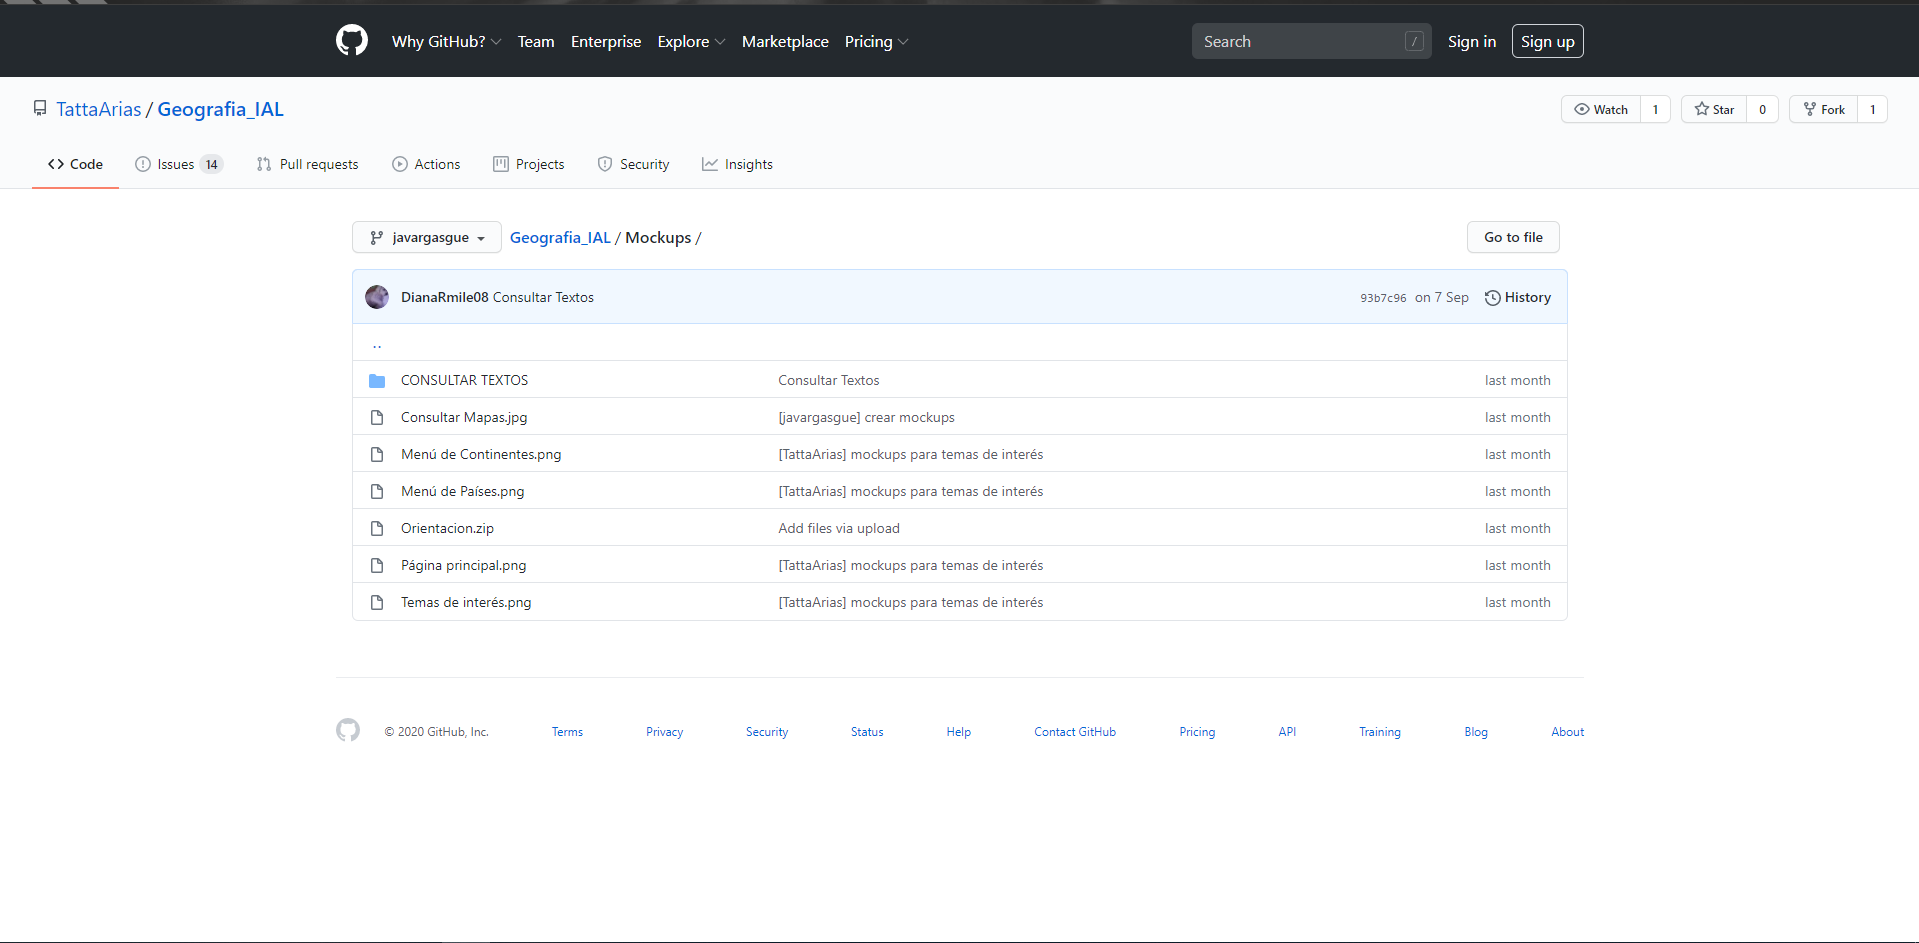 Why GitHub? Team Enterprise Explore Marketplace Pricing Search / Sign in Sign up
TattaArias / Geografia_IAL Watch 1 Star 0 Fork 1
Code Issues 14 Pull requests Actions Projects Security Insights
javargasgue Geografia_IAL / Mockups / Go to file
DianaRmile08 Consultar Textos 93b7c96 on 7 Sep History
..
CONSULTAR TEXTOS Consultar Textos last month
Consultar Mapas.jpg [javargasgue] crear mockups last month
Menú de Continentes.png [TattaArias] mockups para temas de interés last month
Menú de Países.png [TattaArias] mockups para temas de interés last month
Orientacion.zip Add files via upload last month
Página principal.png [TattaArias] mockups para temas de interés last month
Temas de interés.png [TattaArias] mockups para temas de interés last month
© 2020 GitHub, Inc. Terms Privacy Security Status Help Contact GitHub Pricing API Training Blog About